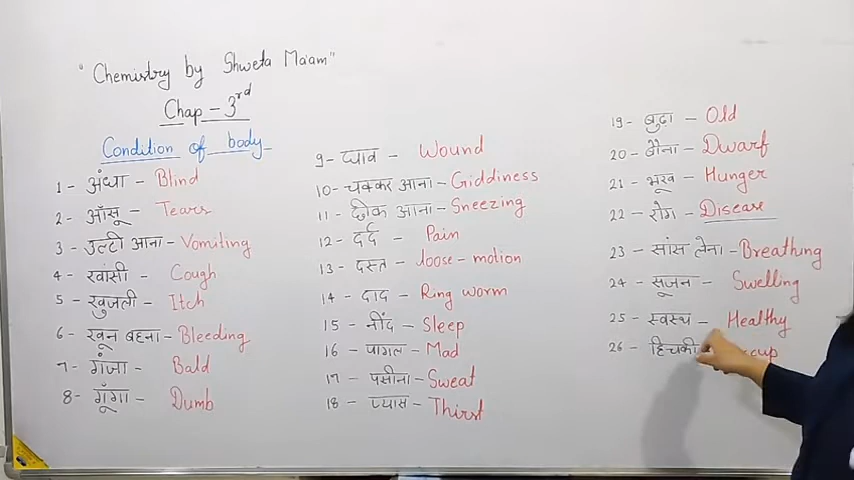 "Chemistry by Shweta Ma'am"
Chap - 3rd
Condition of body
1- अंधा - Blind
2- आँसू - Tears
3- उल्टी आना - Vomiting
4- खांसी - Cough
5- खुजली - Itch
6- खून बहना - Bleeding
7- गंजा - Bald
8- गूँगा - Dumb
9- घाव - Wound
10- चक्कर आना - Giddiness
11- छीक आना - Sneezing
12- दर्द - Pain
13- दस्त - loose-motion
14- दाद - Ring worm
15- नींद - Sleep
16- पागल - Mad
17- पसीना - Sweat
18- प्यास - Thirst
19- बुढा - Old
20- बौना - Dwarf
21- भूख - Hunger
22- रोग - Disease
23- सांस लेना - Breathing
24- सूजन - Swelling
25- स्वस्थ - Healthy
26- हिचकी